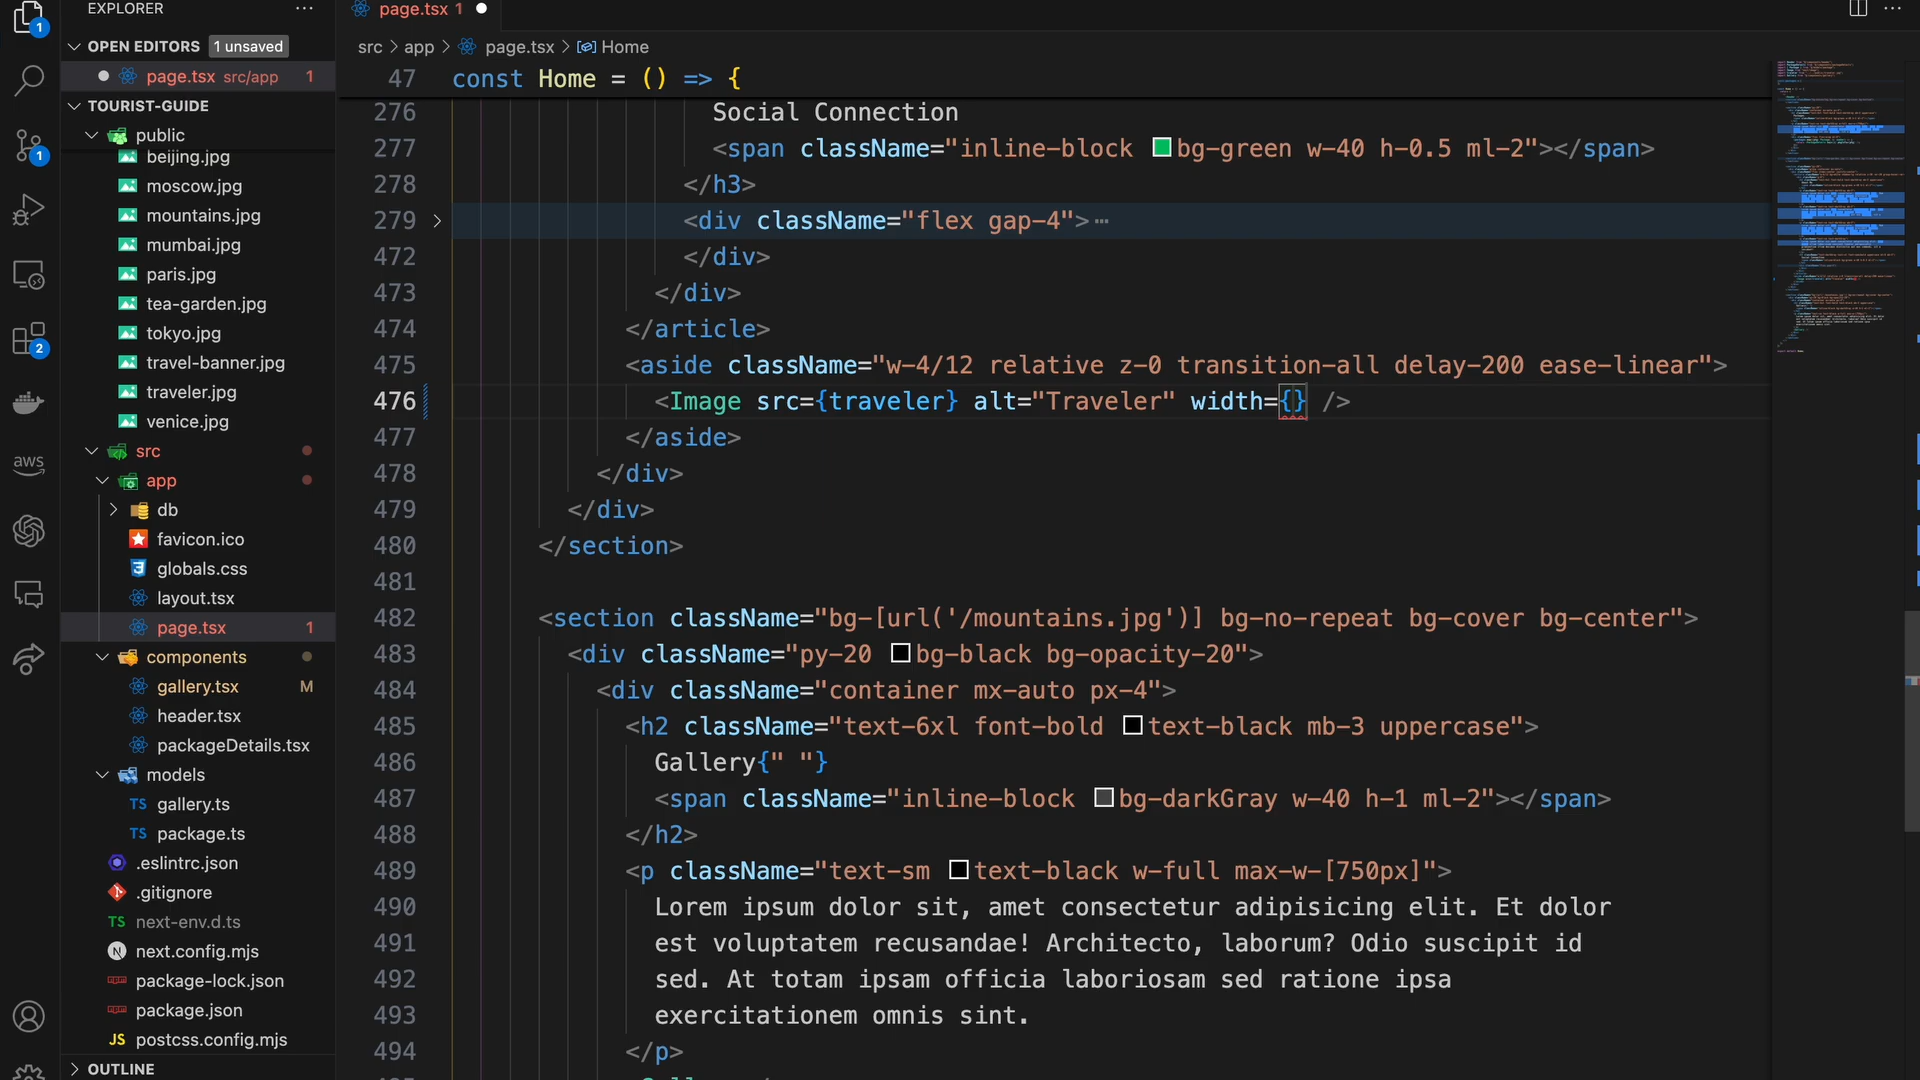 EXPLORER
page.tsx 1
OPEN EDITORS 1 unsaved
page.tsx src/app 1
TOURIST-GUIDE
public
beijing.jpg
moscow.jpg
mountains.jpg
mumbai.jpg
paris.jpg
tea-garden.jpg
tokyo.jpg
travel-banner.jpg
traveler.jpg
venice.jpg
src
app
db
favicon.ico
globals.css
layout.tsx
page.tsx 1
components
gallery.tsx M
header.tsx
packageDetails.tsx
models
TS gallery.ts
TS package.ts
.eslintrc.json
.gitignore
TS next-env.d.ts
N next.config.mjs
package-lock.json
package.json
JS postcss.config.mjs
OUTLINE
1
1
2
aws
src > app > page.tsx > Home
47 const Home = () => {
276 Social Connection
277 <span className="inline-block bg-green w-40 h-0.5 ml-2"></span>
278 </h3>
279 <div className="flex gap-4"> ⋯
472 </div>
473 </div>
474 </article>
475 <aside className="w-4/12 relative z-0 transition-all delay-200 ease-linear">
476 <Image src={traveler} alt="Traveler" width={} />
477 </aside>
478 </div>
479 </div>
480 </section>
481
482 <section className="bg-[url('/mountains.jpg')] bg-no-repeat bg-cover bg-center">
483 <div className="py-20 bg-black bg-opacity-20">
484 <div className="container mx-auto px-4">
485 <h2 className="text-6xl font-bold text-black mb-3 uppercase">
486 Gallery{" "}
487 <span className="inline-block bg-darkGray w-40 h-1 ml-2"></span>
488 </h2>
489 <p className="text-sm text-black w-full max-w-[750px]">
490 Lorem ipsum dolor sit, amet consectetur adipisicing elit. Et dolor
491 est voluptatem recusandae! Architecto, laborum? Odio suscipit id
492 sed. At totam ipsam officia laboriosam sed ratione ipsa
493 exercitationem omnis sint.
494 </p>